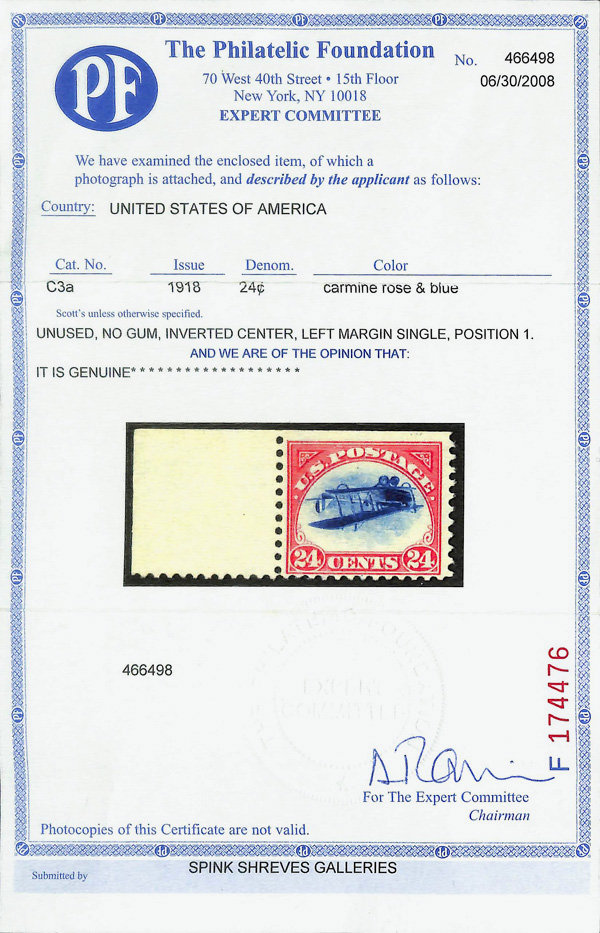 PF
The Philatelic Foundation
No. 466498
70 West 40th Street • 15th Floor
06/30/2008
New York, NY 10018
EXPERT COMMITTEE
We have examined the enclosed item, of which a
photograph is attached, and described by the applicant as follows:
Country: UNITED STATES OF AMERICA
Cat. No. Issue Denom. Color
C3a 1918 24¢ carmine rose & blue
Scott's unless otherwise specified.
UNUSED, NO GUM, INVERTED CENTER, LEFT MARGIN SINGLE, POSITION 1.
AND WE ARE OF THE OPINION THAT:
IT IS GENUINE* * * * * * * * * * * * * * * * * * *
U.S. POSTAGE
24 CENTS 24
466498
EXPERT
COMMITTEE
F 174476
For The Expert Committee
Chairman
Photocopies of this Certificate are not valid.
Submitted by SPINK SHREVES GALLERIES